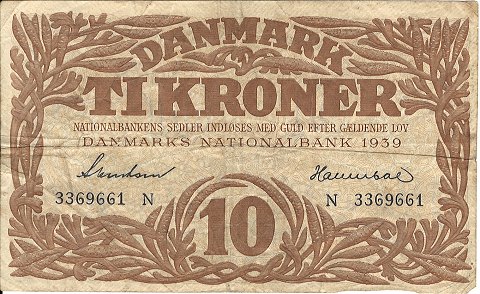 DANMARK
TI KRONER
NATIONALBANKENS SEDLER INDLØSES MED GULD EFTER GÆLDENDE LOV
DANMARKS NATIONALBANK 1939
3369661 N N 3369661
10